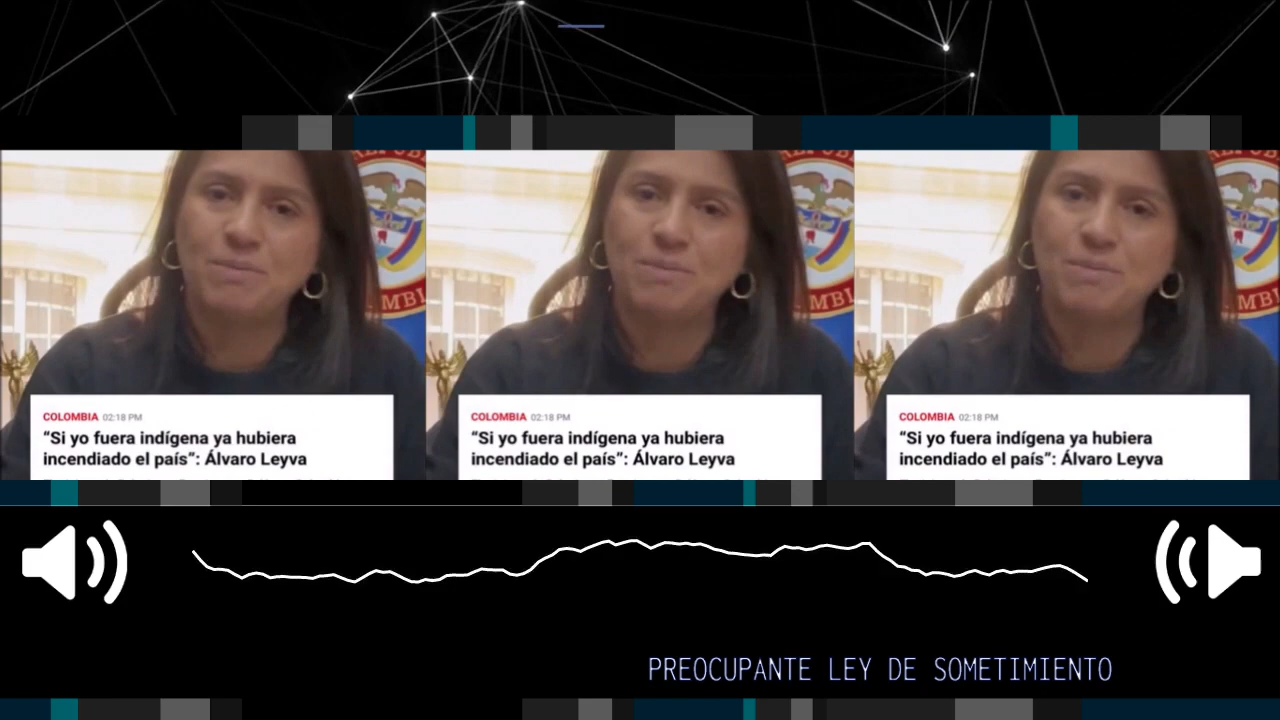 COLOMBIA 02:18 PM
“Si yo fuera indígena ya hubiera
incendiado el país”: Álvaro Leyva
COLOMBIA 02:18 PM
“Si yo fuera indígena ya hubiera
incendiado el país”: Álvaro Leyva
COLOMBIA 02:18 PM
“Si yo fuera indígena ya hubiera
incendiado el país”: Álvaro Leyva
PREOCUPANTE LEY DE SOMETIMIENTO